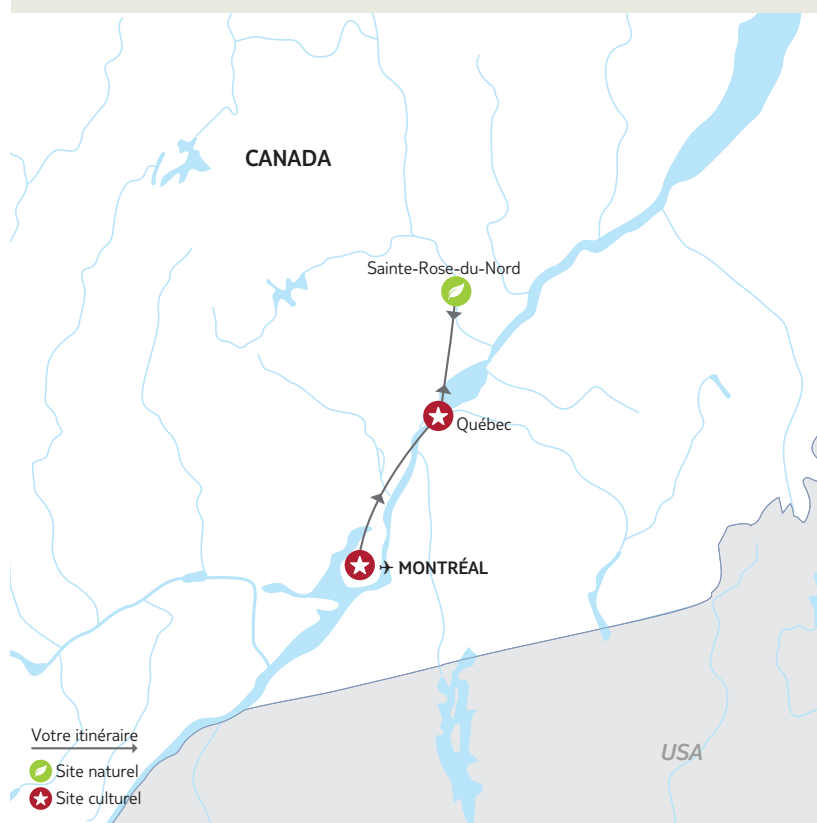 CANADA
Sainte-Rose-du-Nord
Québec
MONTRÉAL
Votre itinéraire
USA
Site naturel
Site culturel